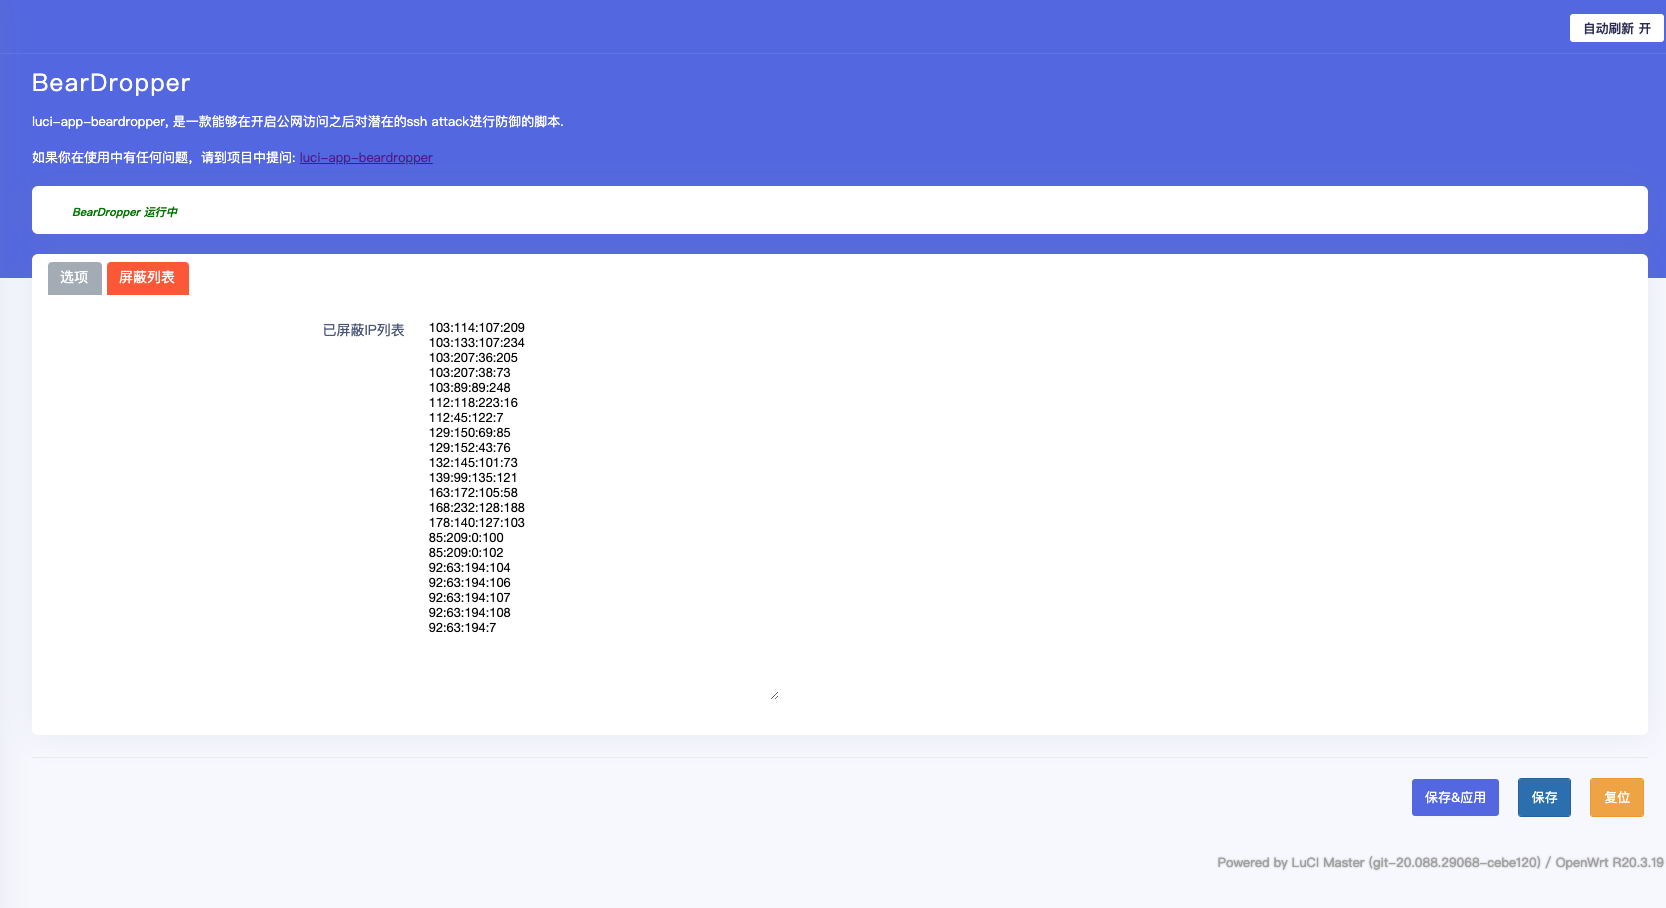 自动刷新 开
BearDropper
luci-app-beardropper, 是一款能够在开启公网访问之后对潜在的ssh attack进行防御的脚本.
如果你在使用中有任何问题，请到项目中提问: luci-app-beardropper
BearDropper 运行中
选项 屏蔽列表
已屏蔽IP列表
103:114:107:209
103:133:107:234
103:207:36:205
103:207:38:73
103:89:89:248
112:118:223:16
112:45:122:7
129:150:69:85
129:152:43:76
132:145:101:73
139:99:135:121
163:172:105:58
168:232:128:188
178:140:127:103
85:209:0:100
85:209:0:102
92:63:194:104
92:63:194:106
92:63:194:107
92:63:194:108
92:63:194:7
保存&应用 保存 复位
Powered by LuCI Master (git-20.088.29068-cebe120) / OpenWrt R20.3.19